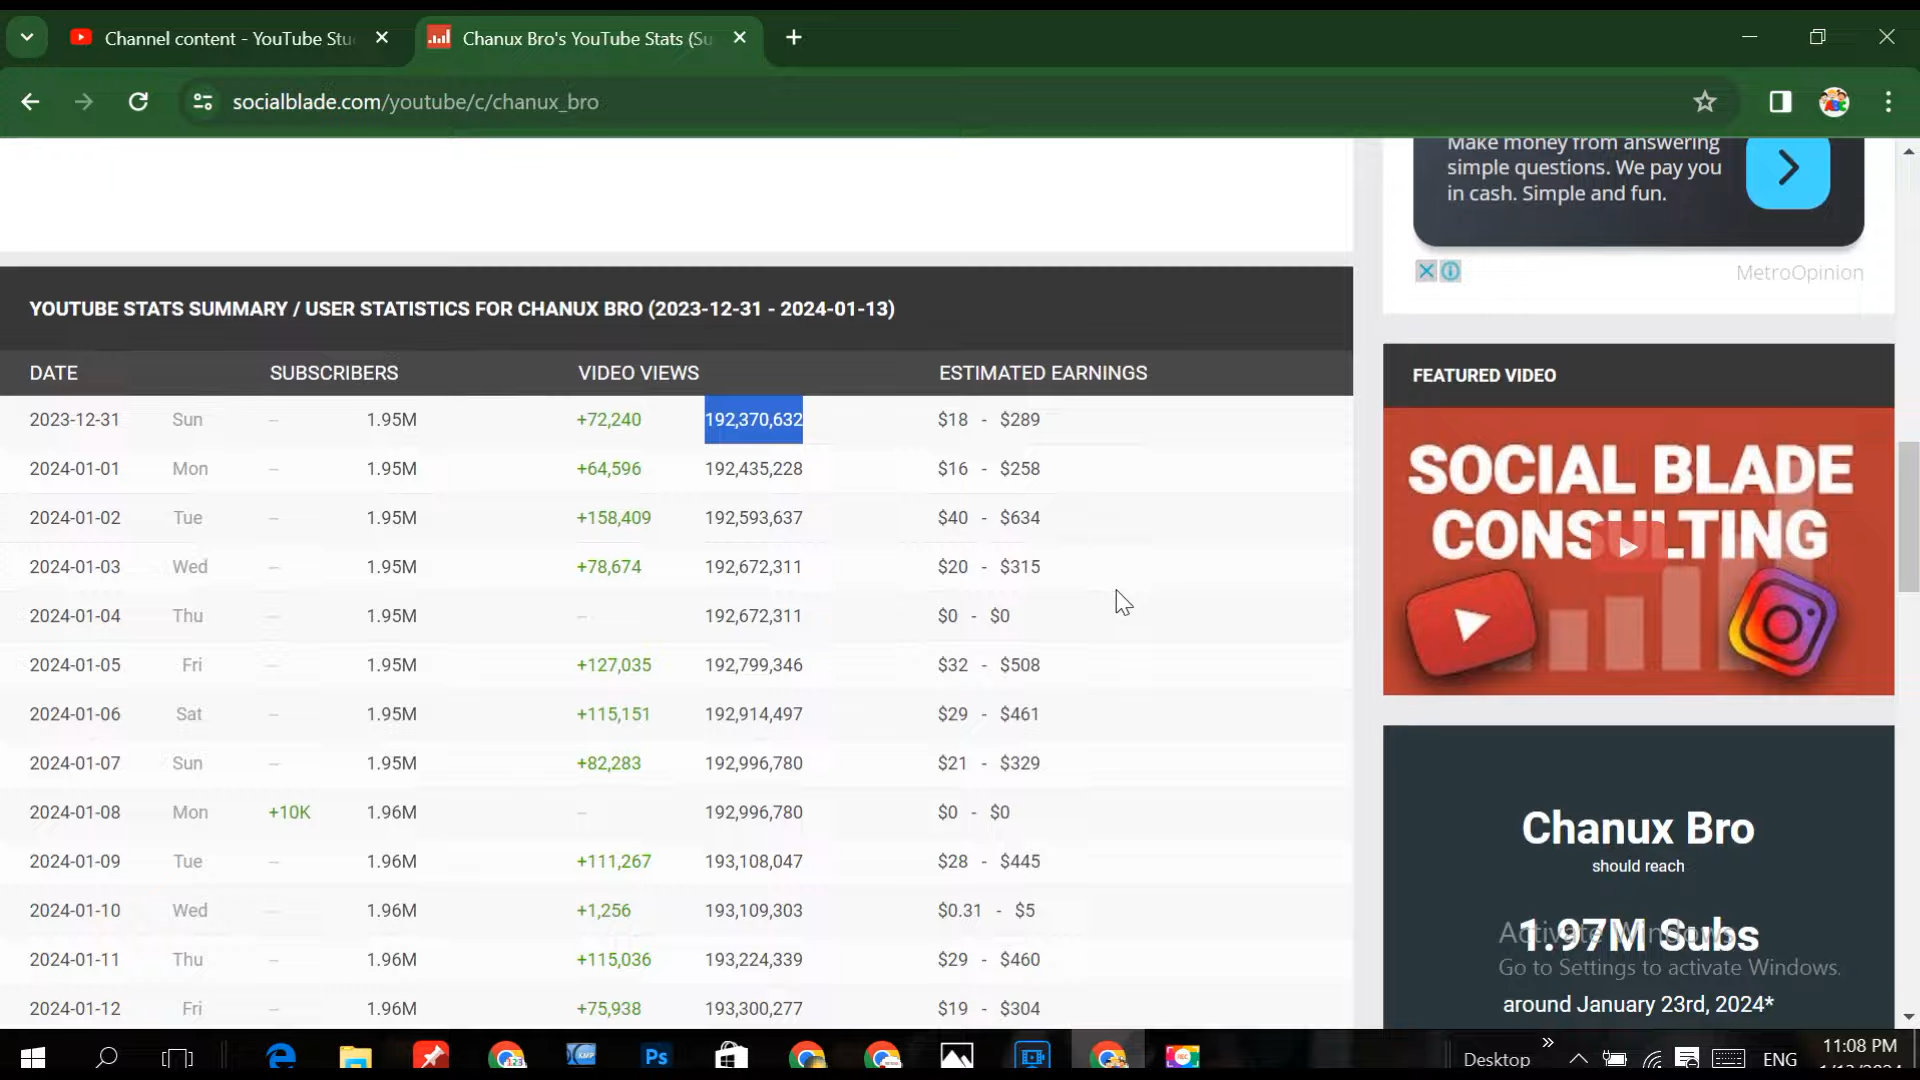 Channel content - YouTube Stu
Chanux Bro's YouTube Stats (Su
socialblade.com/youtube/c/chanux_bro
Make money from answering
simple questions. We pay you
in cash. Simple and fun.
MetroOpinion
YOUTUBE STATS SUMMARY / USER STATISTICS FOR CHANUX BRO (2023-12-31 - 2024-01-13)
DATE SUBSCRIBERS VIDEO VIEWS ESTIMATED EARNINGS
2023-12-31 Sun -- 1.95M +72,240 192,370,632 $18 - $289
2024-01-01 Mon -- 1.95M +64,596 192,435,228 $16 - $258
2024-01-02 Tue -- 1.95M +158,409 192,593,637 $40 - $634
2024-01-03 Wed -- 1.95M +78,674 192,672,311 $20 - $315
2024-01-04 Thu -- 1.95M -- 192,672,311 $0 - $0
2024-01-05 Fri -- 1.95M +127,035 192,799,346 $32 - $508
2024-01-06 Sat -- 1.95M +115,151 192,914,497 $29 - $461
2024-01-07 Sun -- 1.95M +82,283 192,996,780 $21 - $329
2024-01-08 Mon +10K 1.96M -- 192,996,780 $0 - $0
2024-01-09 Tue -- 1.96M +111,267 193,108,047 $28 - $445
2024-01-10 Wed -- 1.96M +1,256 193,109,303 $0.31 - $5
2024-01-11 Thu -- 1.96M +115,036 193,224,339 $29 - $460
2024-01-12 Fri -- 1.96M +75,938 193,300,277 $19 - $304
FEATURED VIDEO
SOCIAL BLADE
CONSULTING
Chanux Bro
should reach
1.97M Subs
around January 23rd, 2024*
Activate Windows
Go to Settings to activate Windows.
123
KMP
Ps
REC
Desktop
ENG
11:08 PM